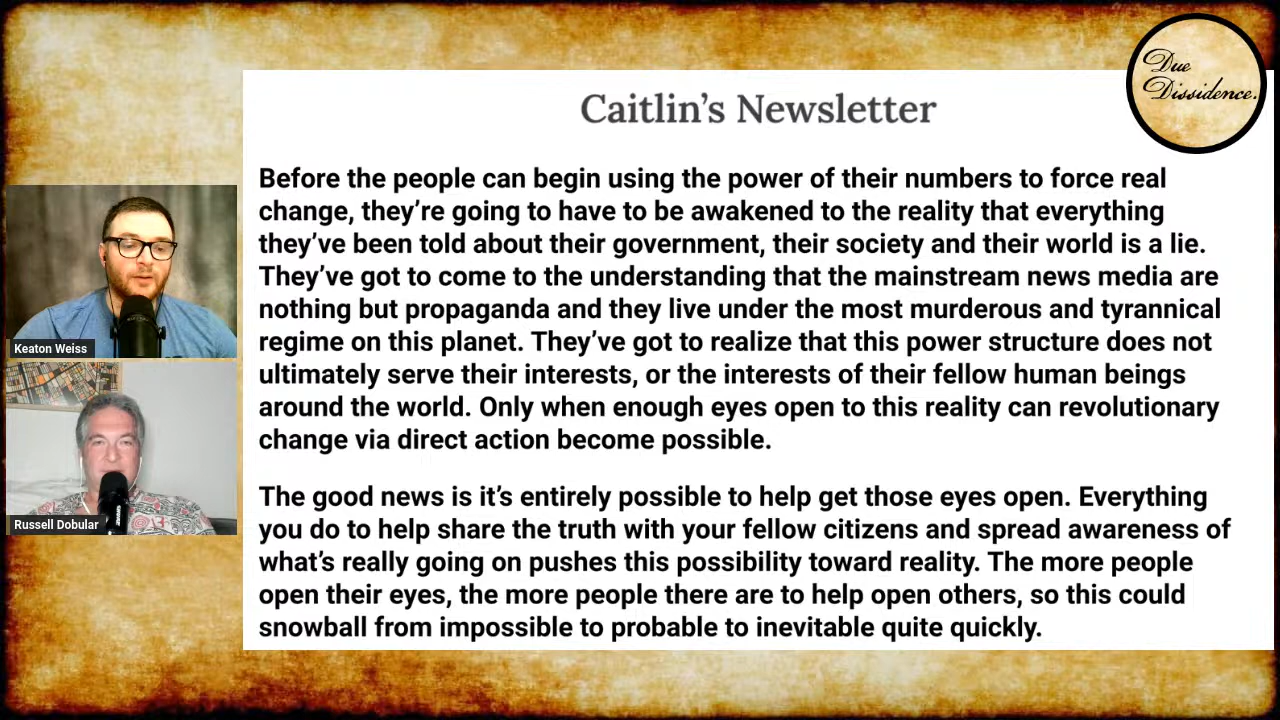 Due
Dissidence.
Caitlin’s Newsletter
Before the people can begin using the power of their numbers to force real
change, they’re going to have to be awakened to the reality that everything
they’ve been told about their government, their society and their world is a lie.
They’ve got to come to the understanding that the mainstream news media are
nothing but propaganda and they live under the most murderous and tyrannical
regime on this planet. They’ve got to realize that this power structure does not
ultimately serve their interests, or the interests of their fellow human beings
around the world. Only when enough eyes open to this reality can revolutionary
change via direct action become possible.
The good news is it’s entirely possible to help get those eyes open. Everything
you do to help share the truth with your fellow citizens and spread awareness of
what’s really going on pushes this possibility toward reality. The more people
open their eyes, the more people there are to help open others, so this could
snowball from impossible to probable to inevitable quite quickly.
Keaton Weiss
Russell Dobular